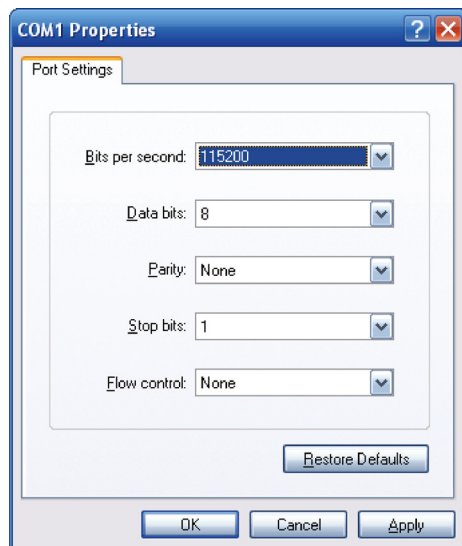 COM1 Properties
Port Settings
Bits per second: 115200
Data bits: 8
Parity: None
Stop bits: 1
Flow control: None
Restore Defaults
OK Cancel Apply